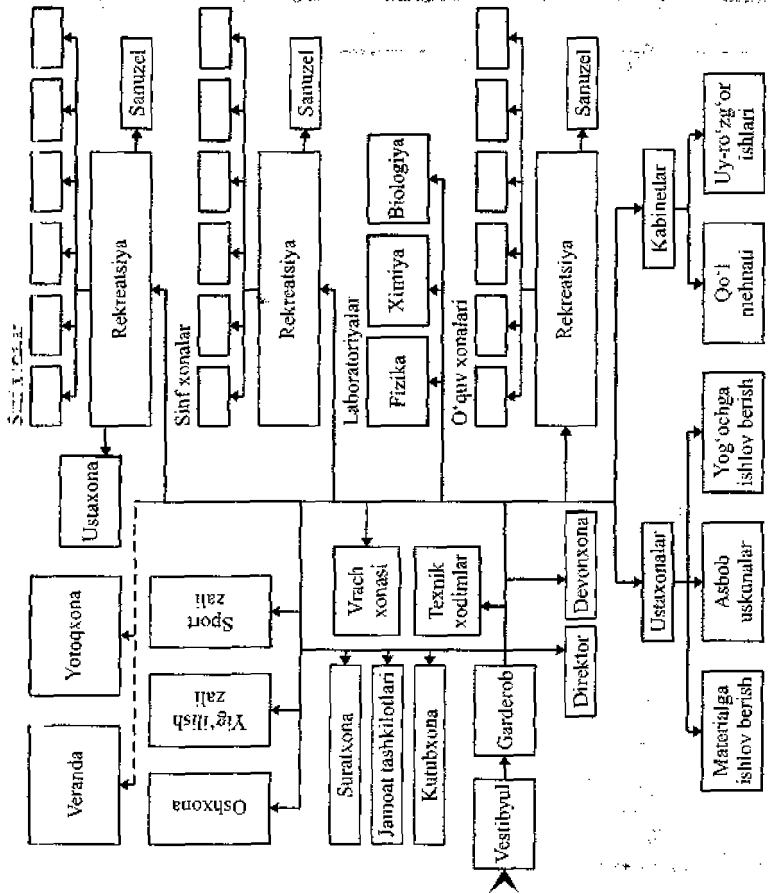 Sinf xonalar
Rekreatsiya
Sanuzel
Ustaxona
Sinf xonalar
Rekreatsiya
Sanuzel
Laboratoriyalar
Fizika
Ximiya
Biologiya
O‘quv xonalari
Rekreatsiya
Sanuzel
Veranda
Yotoqxona
Oshxona
Yig‘ilish
zali
Sport
zali
Suratxona
Jamoat tashkilotlari
Kutubxona
Vrach
xonasi
Texnik
xodimlar
Vestibyul
Garderob
Direktor
Devonxona
Ustaxonalar
Kabinetlar
Materialga
ishlov berish
Asbob
uskunalar
Yog‘ochga
ishlov berish
Qo‘l
mehnati
Uy-ro‘zg‘or
ishlari